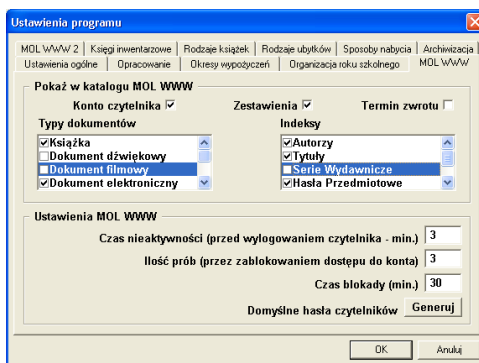 Ustawienia programu
MOL WWW 2 Księgi inwentarzowe Rodzaje książek Rodzaje ubytków Sposoby nabycia Archiwizacja
Ustawienia ogólne Opracowanie Okresy wypożyczeń Organizacja roku szkolnego MOL WWW
Pokaż w katalogu MOL WWW
Konto czytelnika Zestawienia Termin zwrotu
Typy dokumentów Indeksy
Książka Autorzy
Dokument dźwiękowy Tytuły
Dokument filmowy Serie Wydawnicze
Dokument elektroniczny Hasła Przedmiotowe
Ustawienia MOL WWW
Czas nieaktywności (przed wylogowaniem czytelnika - min.) 3
Ilość prób (przez zablokowaniem dostępu do konta) 3
Czas blokady (min.) 30
Domyślne hasła czytelników Generuj
OK Anuluj